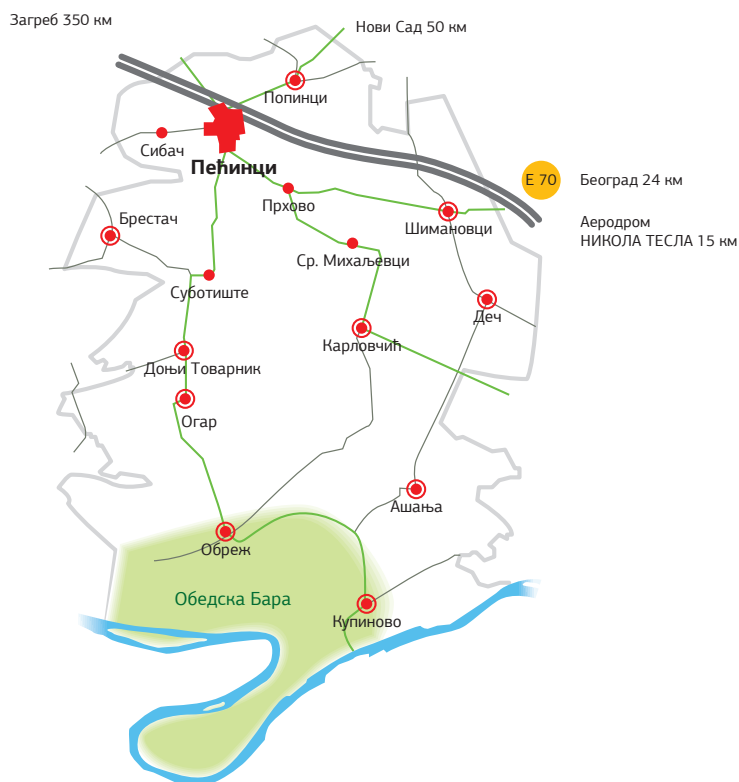 Загреб 350 км
Нови Сад 50 км
Попинци
Сибач
Пећинци
Е 70
Београд 24 км
Прхово
Брестач
Шимановци
Аеродром
НИКОЛА ТЕСЛА 15 км
Ср. Михаљевци
Суботиште
Деч
Карловчић
Доњи Товарник
Огар
Ашања
Обреж
Обедска Бара
Купиново